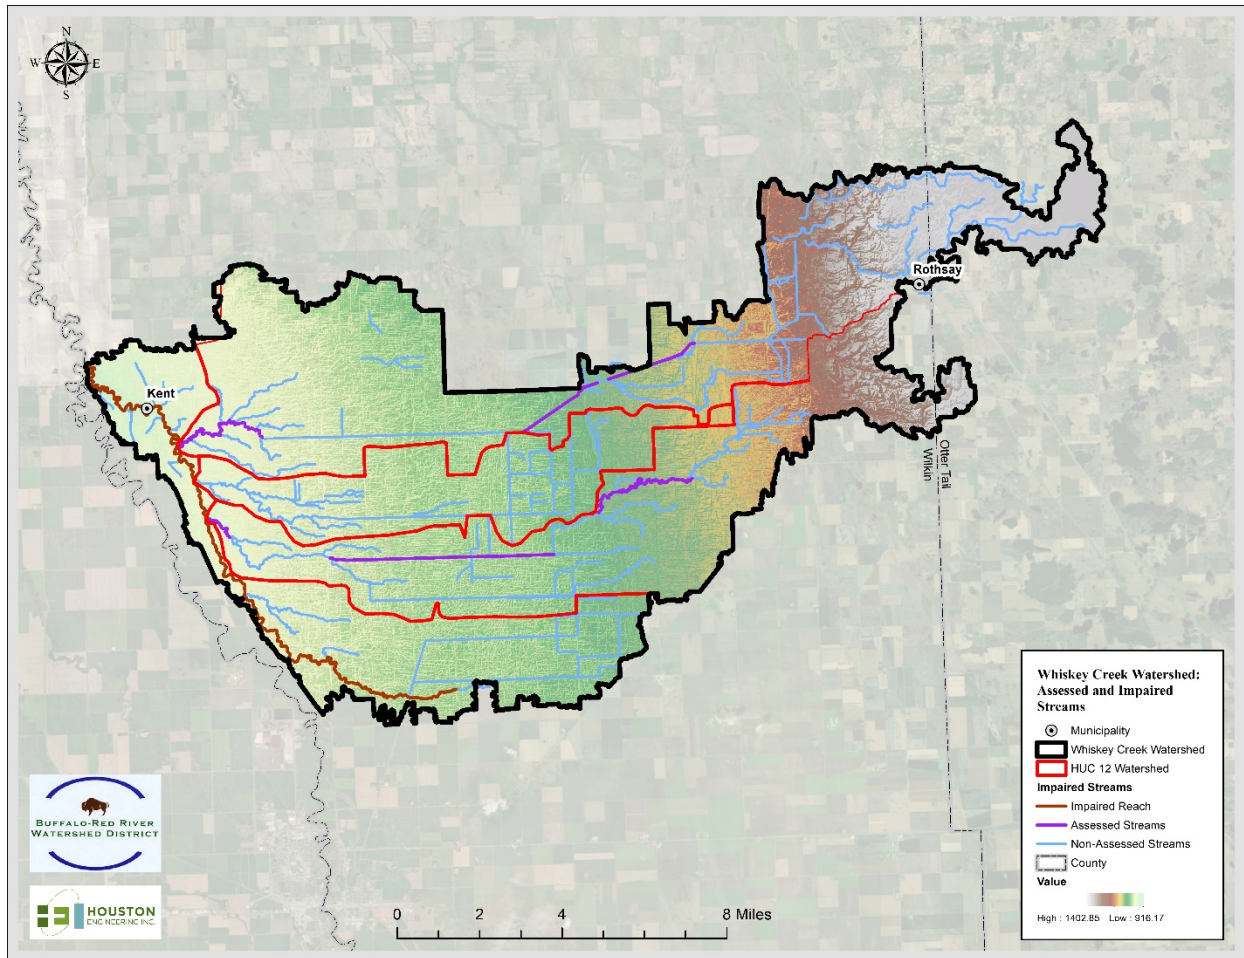 N
W
E
S
Rothsay
Kent
Otter Tail
Wilkin
Whiskey Creek Watershed:
Assessed and Impaired
Streams
Municipality
Whiskey Creek Watershed
HUC 12 Watershed
Impaired Streams
Impaired Reach
Assessed Streams
Non-Assessed Streams
County
Value
High : 1402.85 Low : 916.17
BUFFALO-RED RIVER
WATERSHED DISTRICT
HOUSTON
ENGINEERING INC.
0 2 4 8 Miles